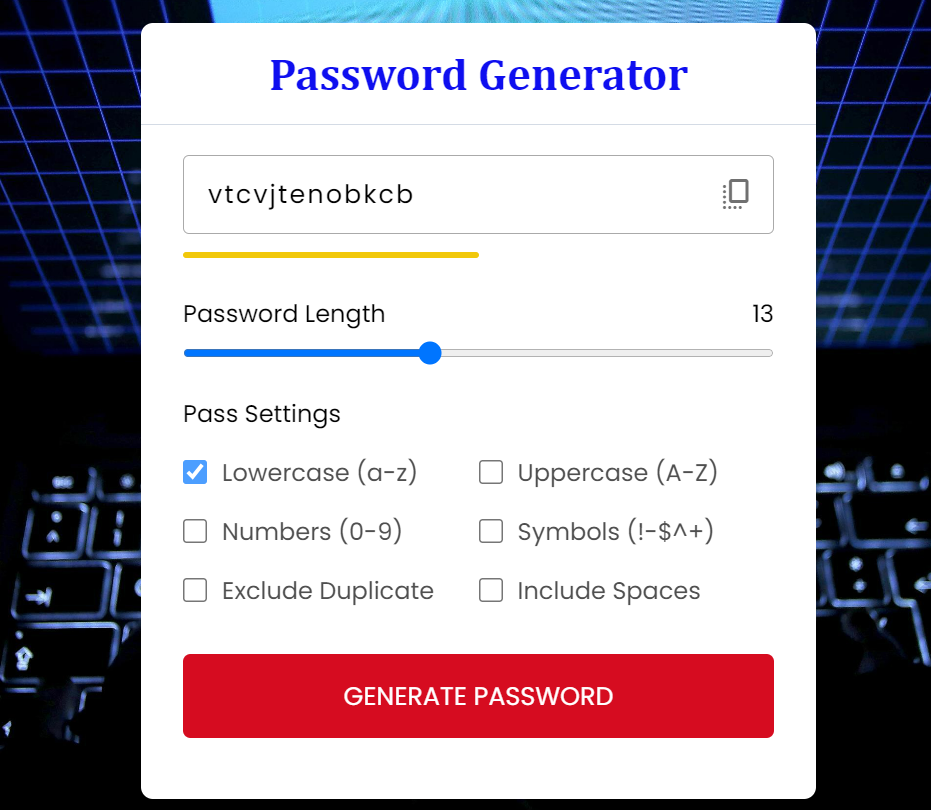 Password Generator
vtcvjtenobkcb
Password Length 13
Pass Settings
Lowercase (a-z) Uppercase (A-Z)
Numbers (0-9) Symbols (!-$^+)
Exclude Duplicate Include Spaces
GENERATE PASSWORD